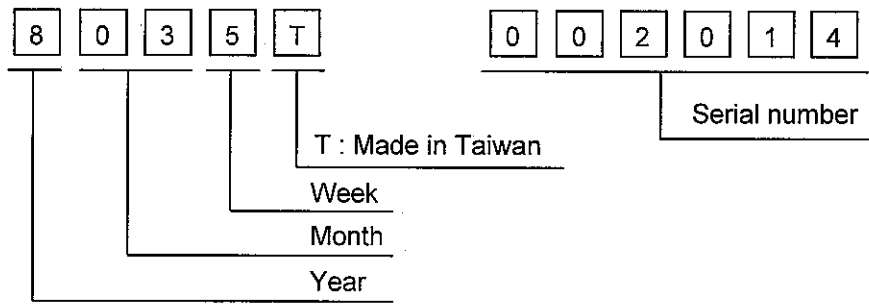 8 0 3 5 T 0 0 2 0 1 4
Serial number
T : Made in Taiwan
Week
Month
Year